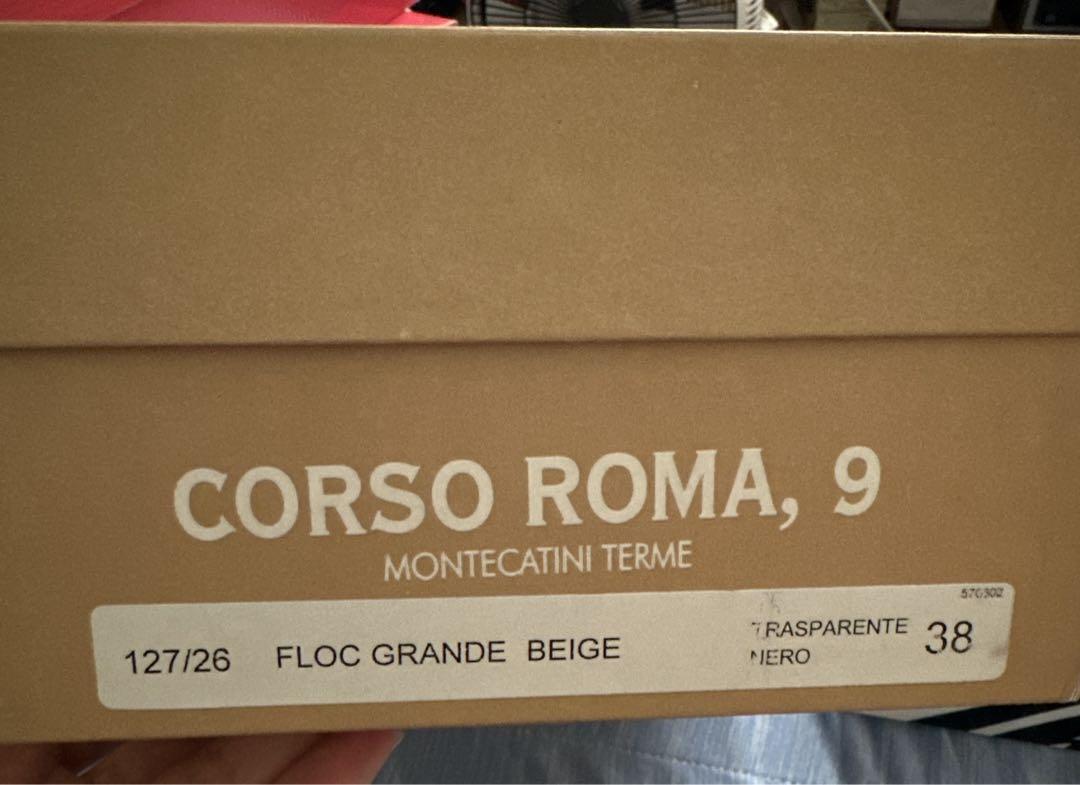 CORSO ROMA, 9
MONTECATINI TERME
570302
127/26 FLOC GRANDE BEIGE TRASPARENTE 38
NERO